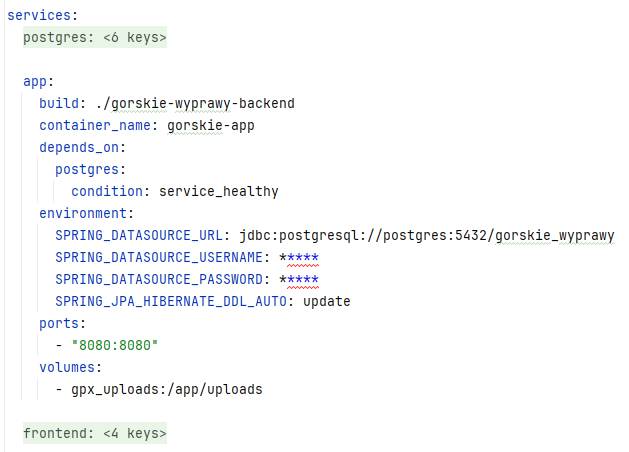 services:
  postgres: <6 keys>

  app:
    build: ./gorskie-wyprawy-backend
    container_name: gorskie-app
    depends_on:
      postgres:
        condition: service_healthy
    environment:
      SPRING_DATASOURCE_URL: jdbc:postgresql://postgres:5432/gorskie_wyprawy
      SPRING_DATASOURCE_USERNAME: *****
      SPRING_DATASOURCE_PASSWORD: *****
      SPRING_JPA_HIBERNATE_DDL_AUTO: update
    ports:
      - "8080:8080"
    volumes:
      - gpx_uploads:/app/uploads

  frontend: <4 keys>